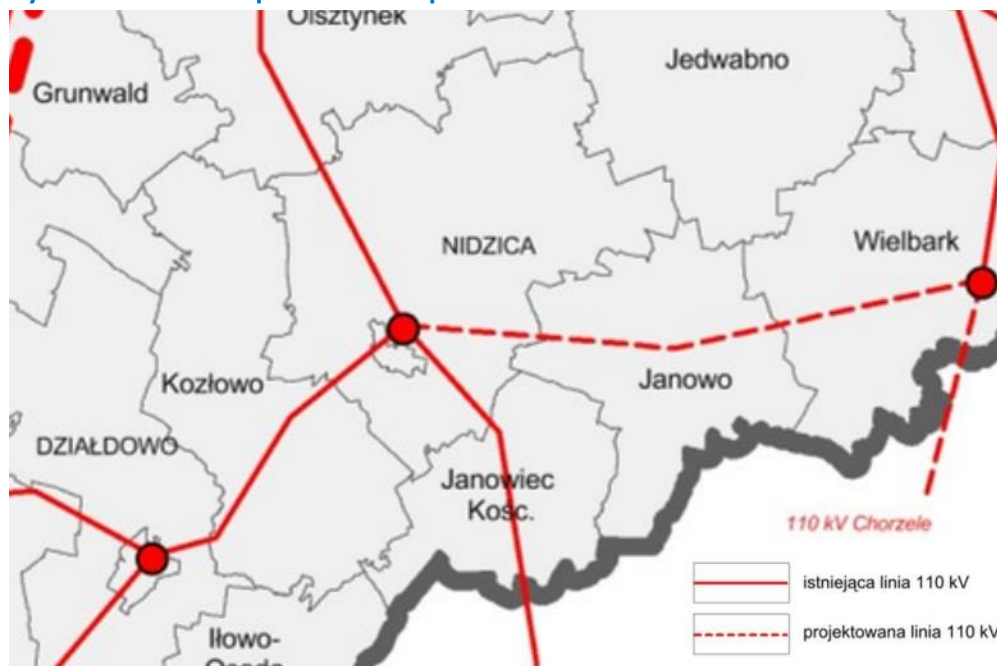 Olsztynek
Jedwabno
Grunwald
Wielbark
NIDZICA
Kozłowo
Janowo
DZIAŁDOWO
Janowiec
Kośc.
110 kV Chorzele
istniejąca linia 110 kV
projektowana linia 110 kV
Iłowo-